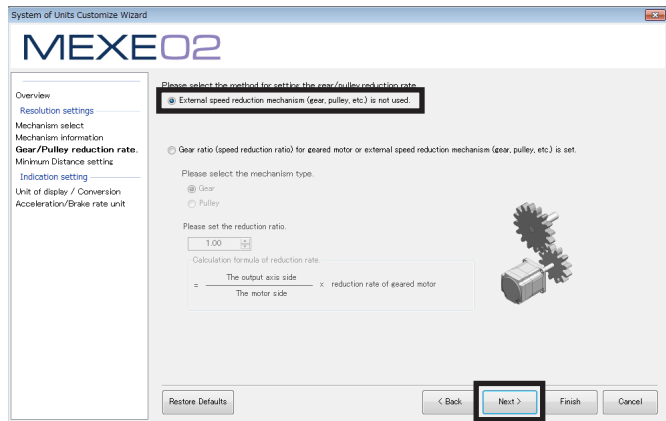 System of Units Customize Wizard
MEXE02
Overview
Resolution settings
Mechanism select
Mechanism information
Gear/Pulley reduction rate.
Minimum Distance setting
Indication setting
Unit of display / Conversion
Acceleration/Brake rate unit
Please select the method for setting the gear/pulley reduction rate
External speed reduction mechanism (gear, pulley, etc.) is not used.
Gear ratio (speed reduction ratio) for geared motor or external speed reduction mechanism (gear, pulley, etc.) is set.
Please select the mechanism type.
Gear
Pulley
Please set the reduction ratio.
1.00
Calculation formula of reduction rate.
The output axis side
= x reduction rate of geared motor
The motor side
Restore Defaults
< Back
Next >
Finish
Cancel